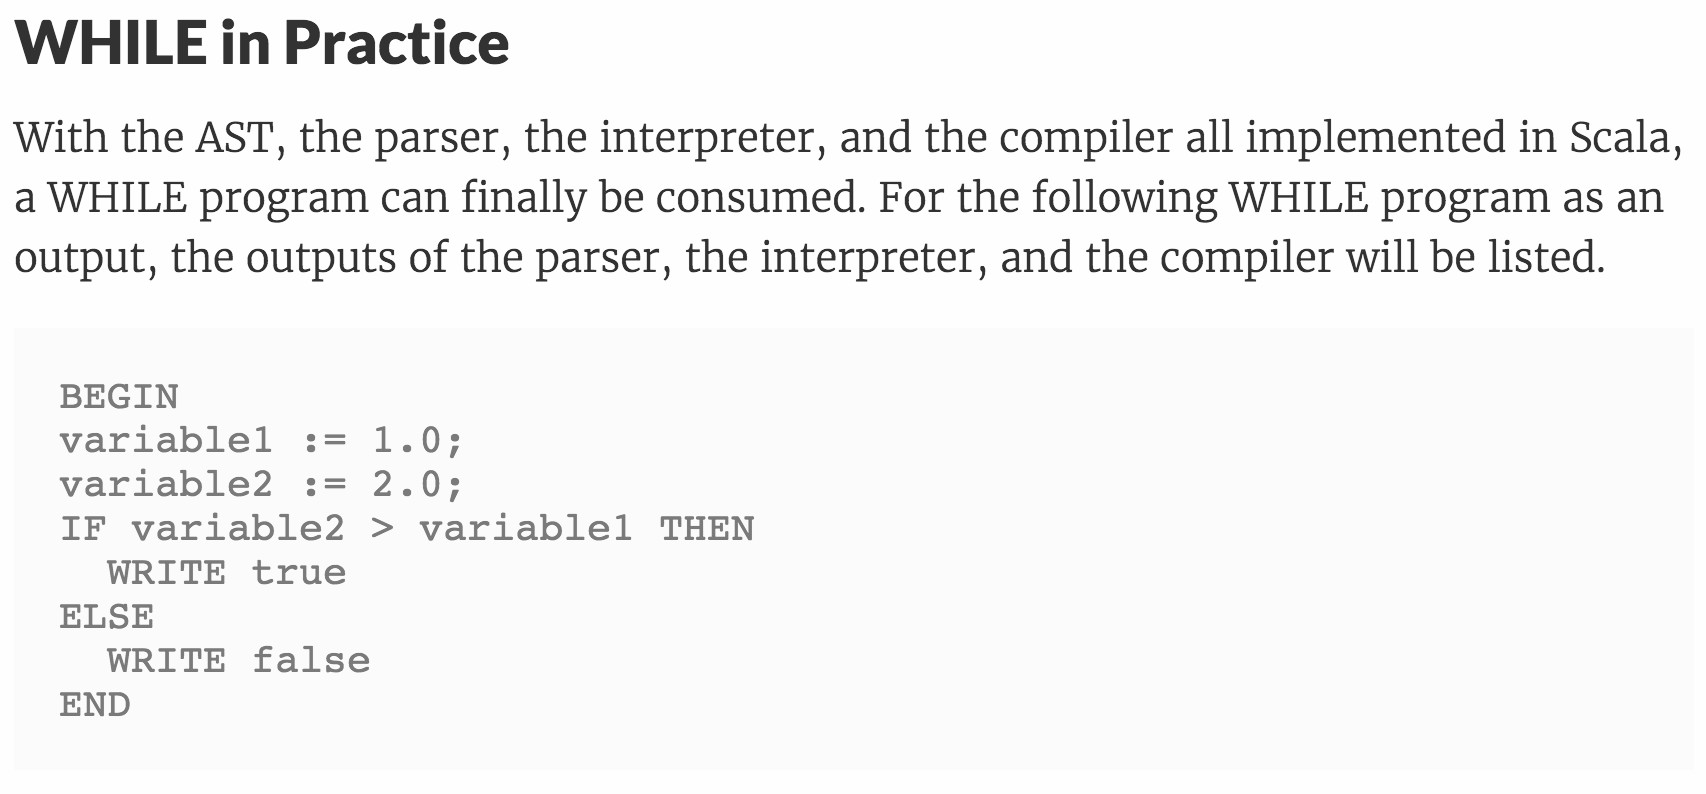 WHILE in Practice
With the AST, the parser, the interpreter, and the compiler all implemented in Scala,
a WHILE program can finally be consumed. For the following WHILE program as an
output, the outputs of the parser, the interpreter, and the compiler will be listed.
BEGIN
variable1 := 1.0;
variable2 := 2.0;
IF variable2 > variable1 THEN
  WRITE true
ELSE
  WRITE false
END